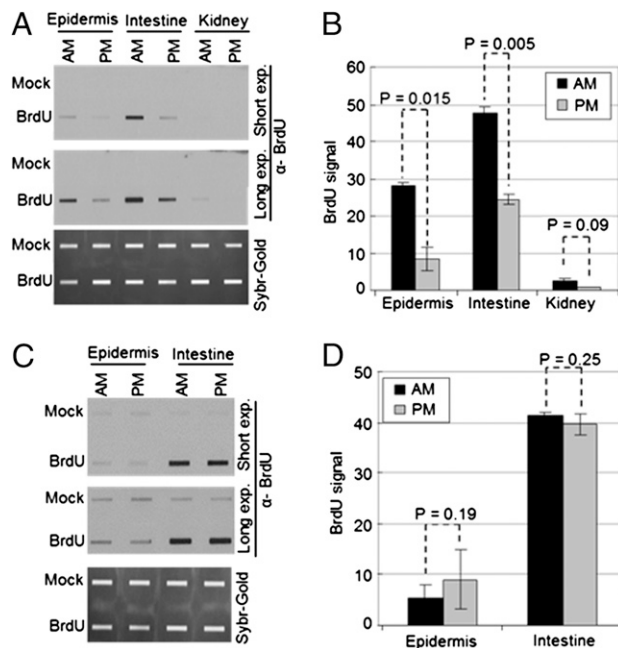 A
Epidermis Intestine Kidney
AM PM AM PM AM PM
Mock
BrdU
Short exp.
Mock
BrdU
Long exp.
α- BrdU
Mock
BrdU
Sybr-Gold
B
BrdU signal
60
50
40
30
20
10
0
P = 0.015
P = 0.005
P = 0.09
AM
PM
Epidermis Intestine Kidney
C
Epidermis Intestine
AM PM AM PM
Mock
BrdU
Short exp.
Mock
BrdU
Long exp.
α- BrdU
Mock
BrdU
Sybr-Gold
D
BrdU signal
50
40
30
20
10
0
AM
PM
P = 0.25
P = 0.19
Epidermis Intestine